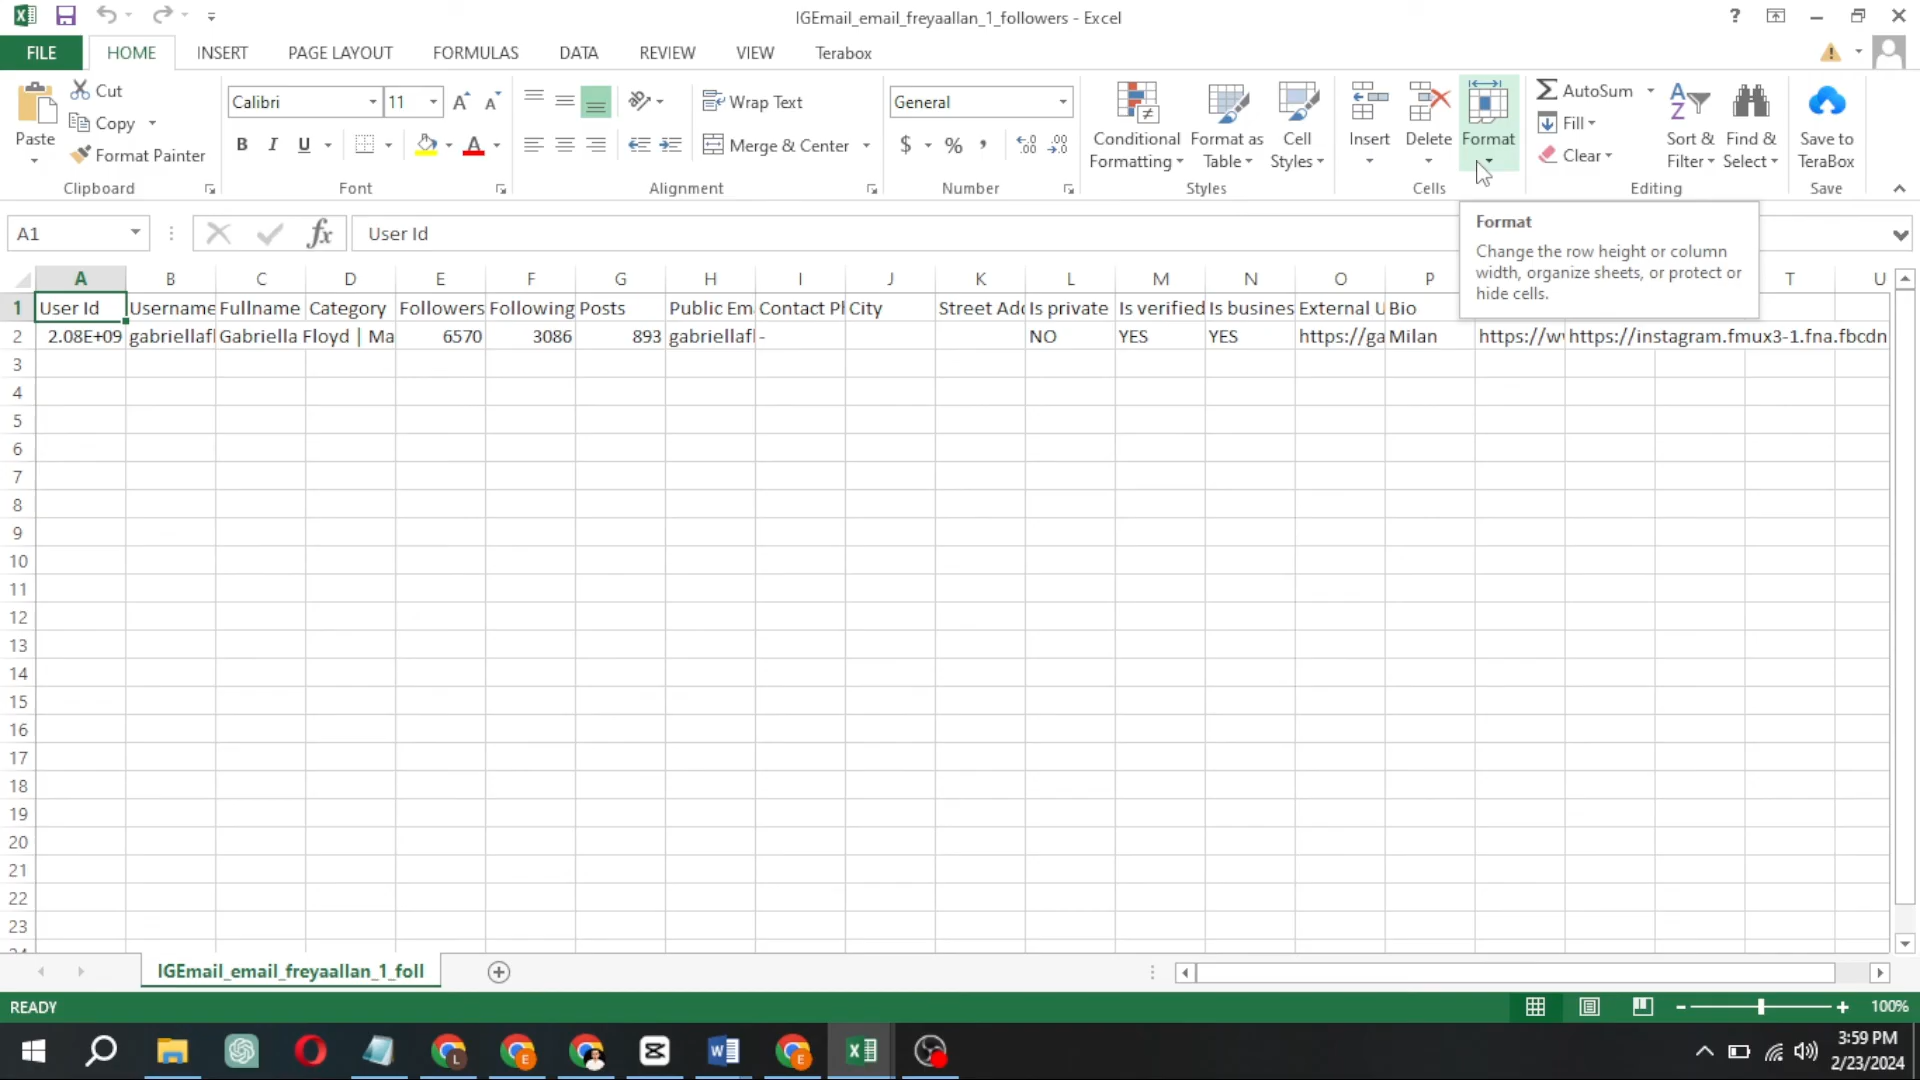 IGEmail_email_freyaallan_1_followers - Excel
?
FILE HOME INSERT PAGE LAYOUT FORMULAS DATA REVIEW VIEW Terabox
Paste
Cut
Copy
Format Painter
Clipboard
Calibri 11
B I U A
Font
Wrap Text
Merge & Center
Alignment
General
$ % ,
Number
Conditional Formatting
Format as Table
Cell Styles
Styles
Insert Delete Format
Cells
AutoSum
Fill
Clear
Sort & Filter
Find & Select
Editing
Save to TeraBox
Save
A1 fx User Id
Format
Change the row height or column
width, organize sheets, or protect or
hide cells.
A B C D E F G H I J K L M N O P T U
1 User Id Username Fullname Category Followers Following Posts Public Em Contact Pl City Street Add Is private Is verified Is busines External U Bio
2 2.08E+09 gabriellafl Gabriella Floyd | Ma 6570 3086 893 gabriellafl - NO YES YES https://ga Milan https://w https://instagram.fmux3-1.fna.fbcdn
3
4
5
6
7
8
9
10
11
12
13
14
15
16
17
18
19
20
21
22
23
IGEmail_email_freyaallan_1_foll
READY 100%
3:59 PM
2/23/2024